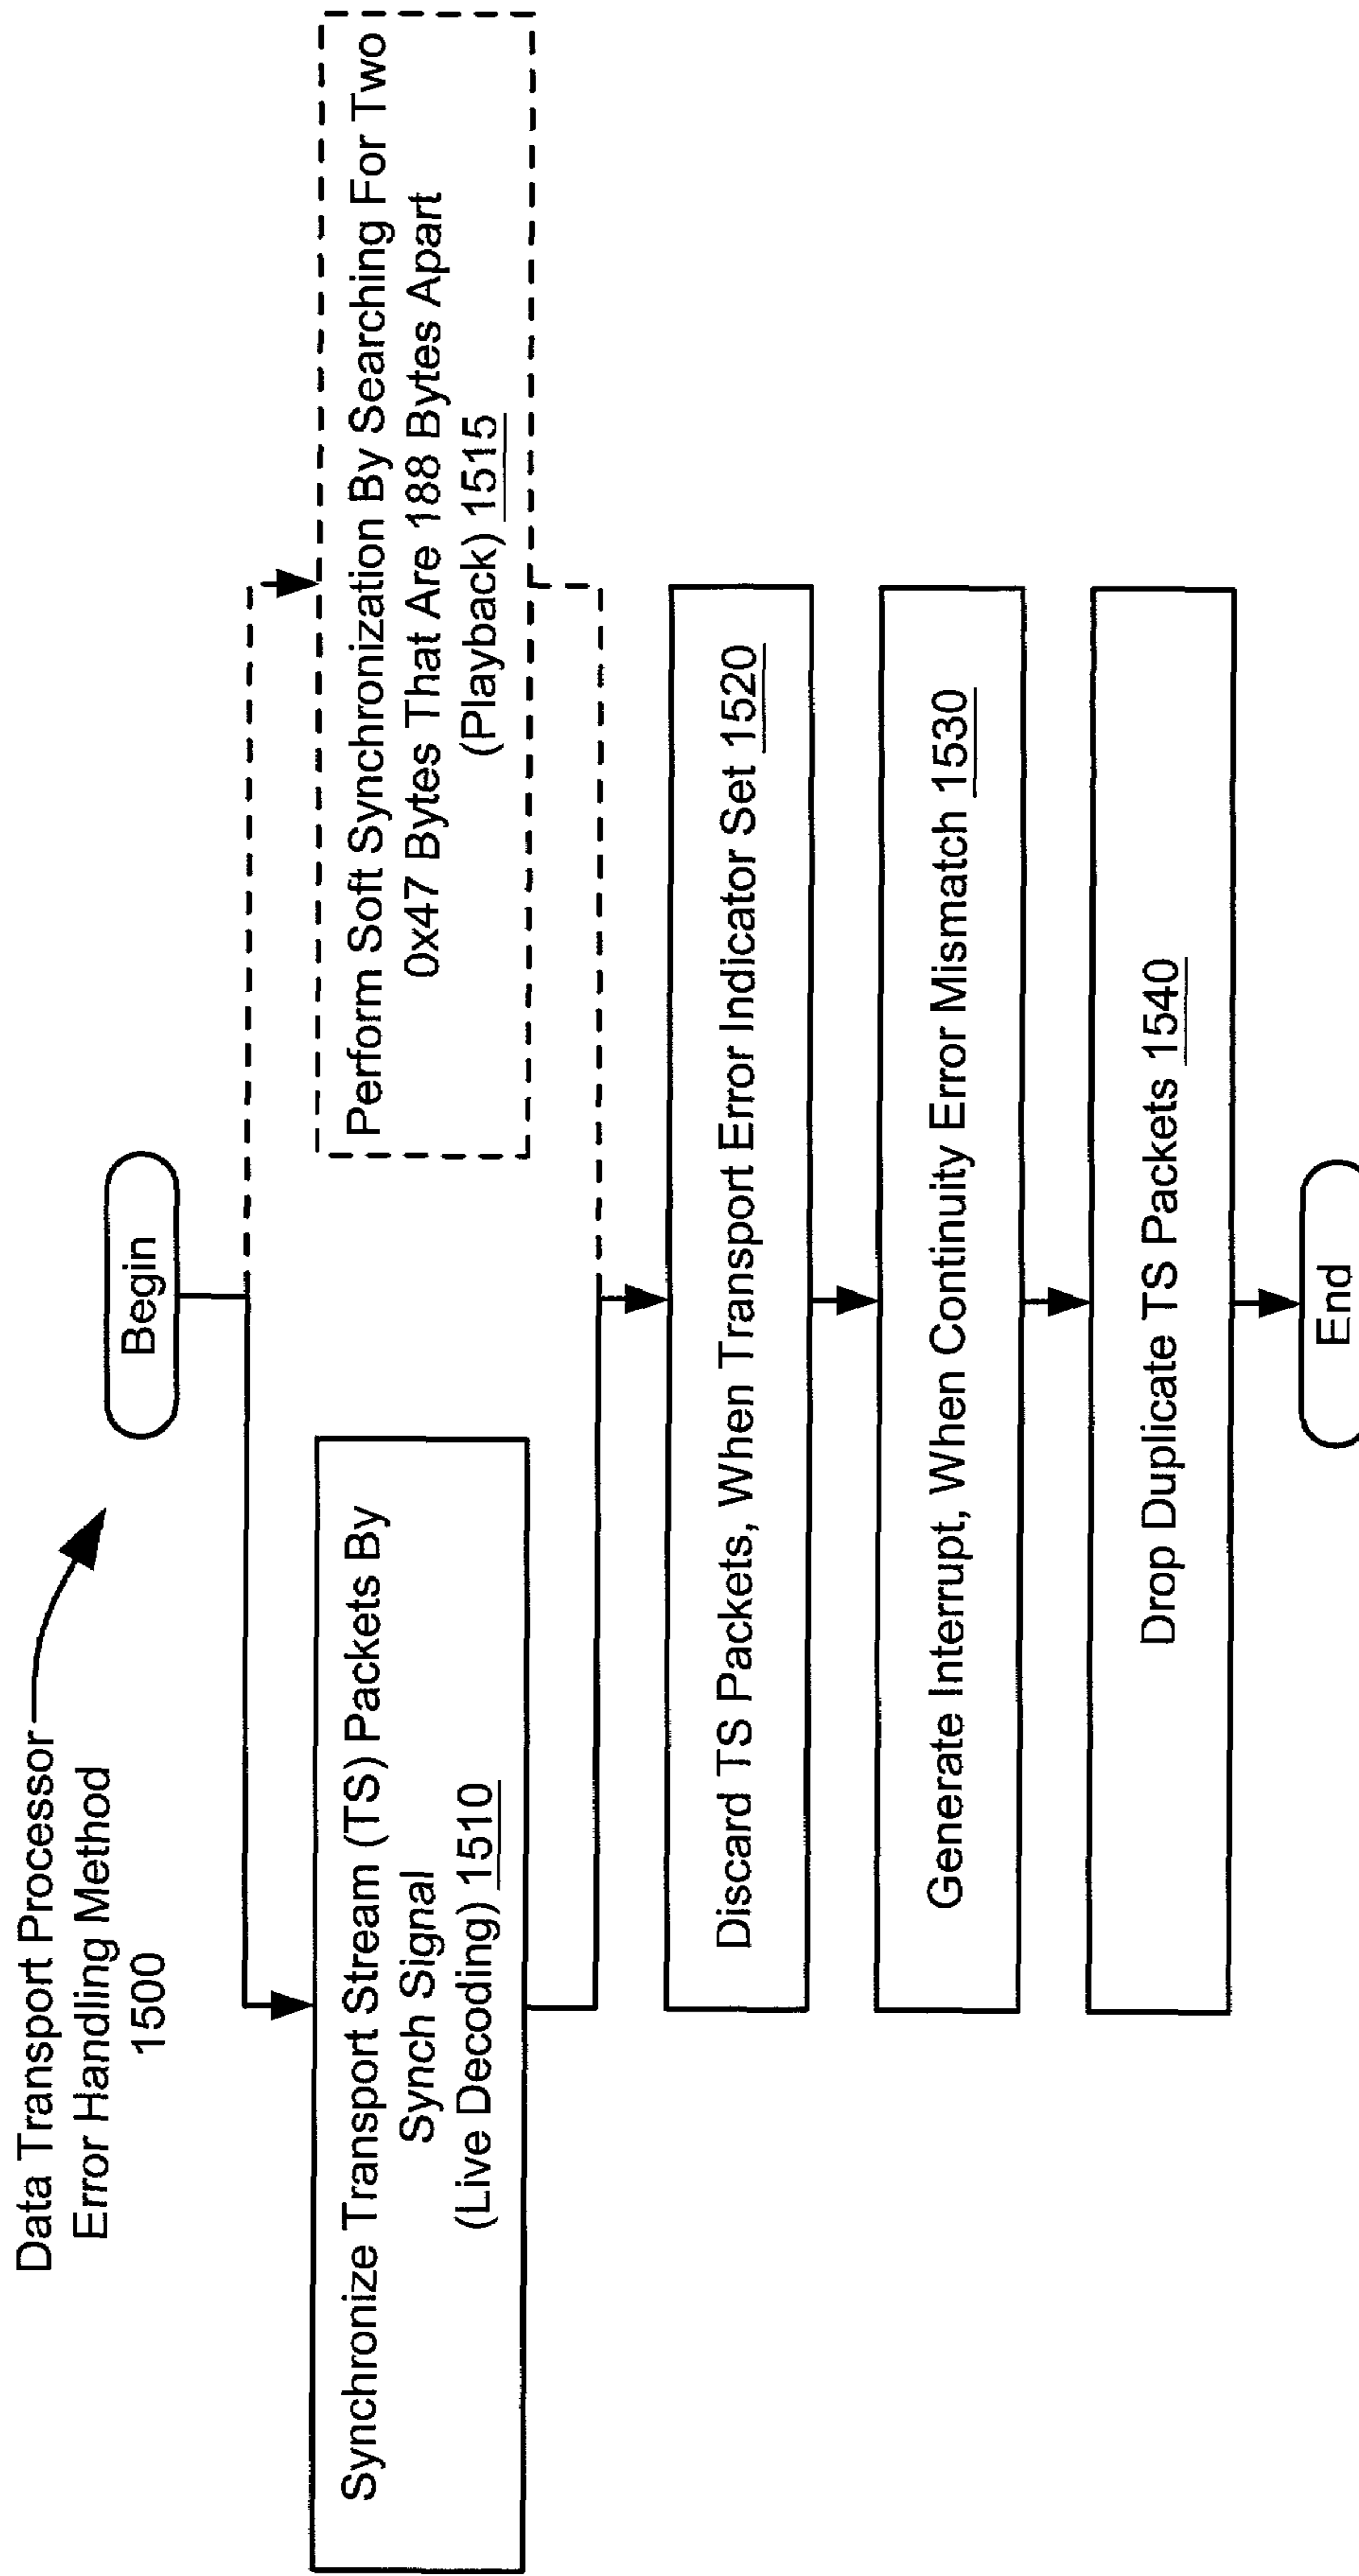 Data Transport Processor
Error Handling Method
1500
Begin
Synchronize Transport Stream (TS) Packets By
Synch Signal
(Live Decoding) 1510
Perform Soft Synchronization By Searching For Two
0x47 Bytes That Are 188 Bytes Apart
(Playback) 1515
Discard TS Packets, When Transport Error Indicator Set 1520
Generate Interrupt, When Continuity Error Mismatch 1530
Drop Duplicate TS Packets 1540
End